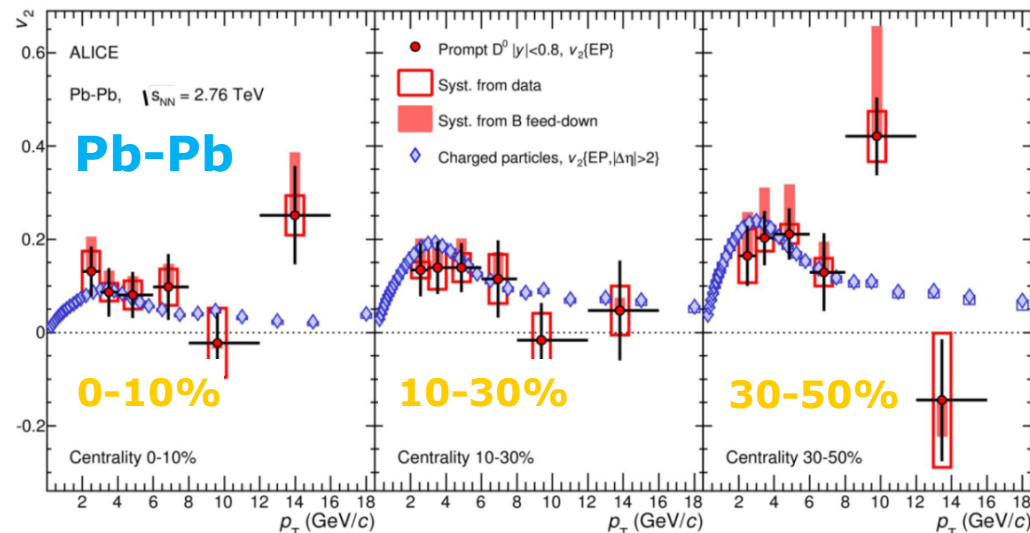 v₂
0.6
0.4
0.2
0
-0.2
ALICE
Pb-Pb, √s_NN = 2.76 TeV
Pb-Pb
0-10%
Centrality 0-10%
2 4 6 8 10 12 14 16 18
p_T (GeV/c)
Prompt D⁰ |y|<0.8, v₂{EP}
Syst. from data
Syst. from B feed-down
Charged particles, v₂{EP,|Δη|>2}
10-30%
Centrality 10-30%
2 4 6 8 10 12 14 16 18
p_T (GeV/c)
30-50%
Centrality 30-50%
2 4 6 8 10 12 14 16 18
p_T (GeV/c)